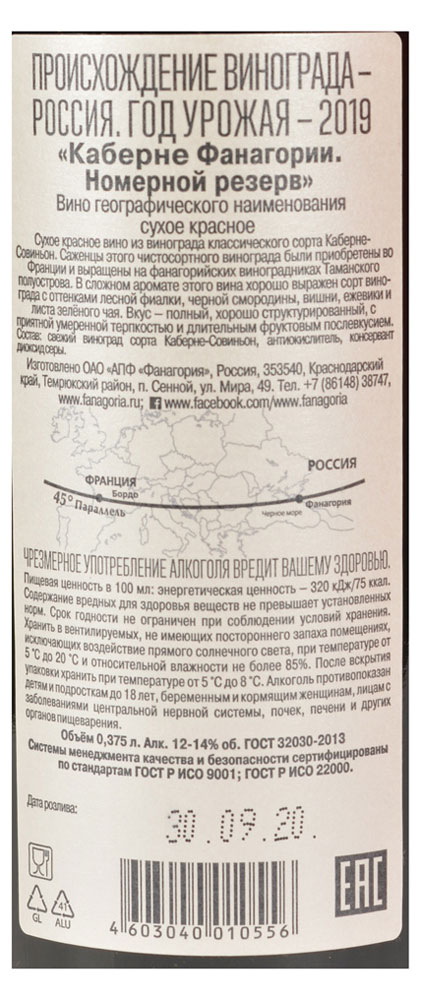 ПРОИСХОЖДЕНИЕ ВИНОГРАДА –
РОССИЯ. ГОД УРОЖАЯ – 2019
«Каберне Фанагории.
Номерной резерв»
Вино географического наименования
сухое красное
Сухое красное вино из винограда классического сорта Каберне-
Совиньон. Саженцы этого чистосортного винограда были приобретены во
Франции и выращены на фанагорийских виноградниках Таманского
полуострова. В сложном аромате этого вина хорошо выражен сорт вино-
града с оттенками лесной фиалки, черной смородины, вишни, ежевики и
листа зелёного чая. Вкус – полный, хорошо структурированный, с
приятной умеренной терпкостью и длительным фруктовым послевкусием.
Состав: свежий виноград сорта Каберне-Совиньон, антиокислитель, консервант
диоксид серы.
Изготовлено ОАО «АПФ «Фанагория», Россия, 353540, Краснодарский
край, Темрюкский район, п. Сенной, ул. Мира, 49. Тел. +7 (86148) 38747,
www.fanagoria.ru; f www.facebook.com/www.fanagoria
РОССИЯ
ФРАНЦИЯ
Бордо
45° Параллель
Черное море
Фанагория
ЧРЕЗМЕРНОЕ УПОТРЕБЛЕНИЕ АЛКОГОЛЯ ВРЕДИТ ВАШЕМУ ЗДОРОВЬЮ.
Пищевая ценность в 100 мл: энергетическая ценность – 320 кДж/75 ккал.
Содержание вредных для здоровья веществ не превышает установленных
норм. Срок годности не ограничен при соблюдении условий хранения.
Хранить в вентилируемых, не имеющих постороннего запаха помещениях,
исключающих воздействие прямого солнечного света, при температуре от
5 °С до 20 °С и относительной влажности не более 85%. После вскрытия
упаковки хранить при температуре от 5 °С до 8 °С. Алкоголь противопоказан
детям и подросткам до 18 лет, беременным и кормящим женщинам, лицам с
заболеваниями центральной нервной системы, почек, печени и других
органов пищеварения.
Объём 0,375 л. Алк. 12-14% об. ГОСТ 32030-2013
Системы менеджмента качества и безопасности сертифицированы
по стандартам ГОСТ Р ИСО 9001; ГОСТ Р ИСО 22000.
Дата розлива:
30.09.20.
GL
41
ALU
4 603040 010556
EAC